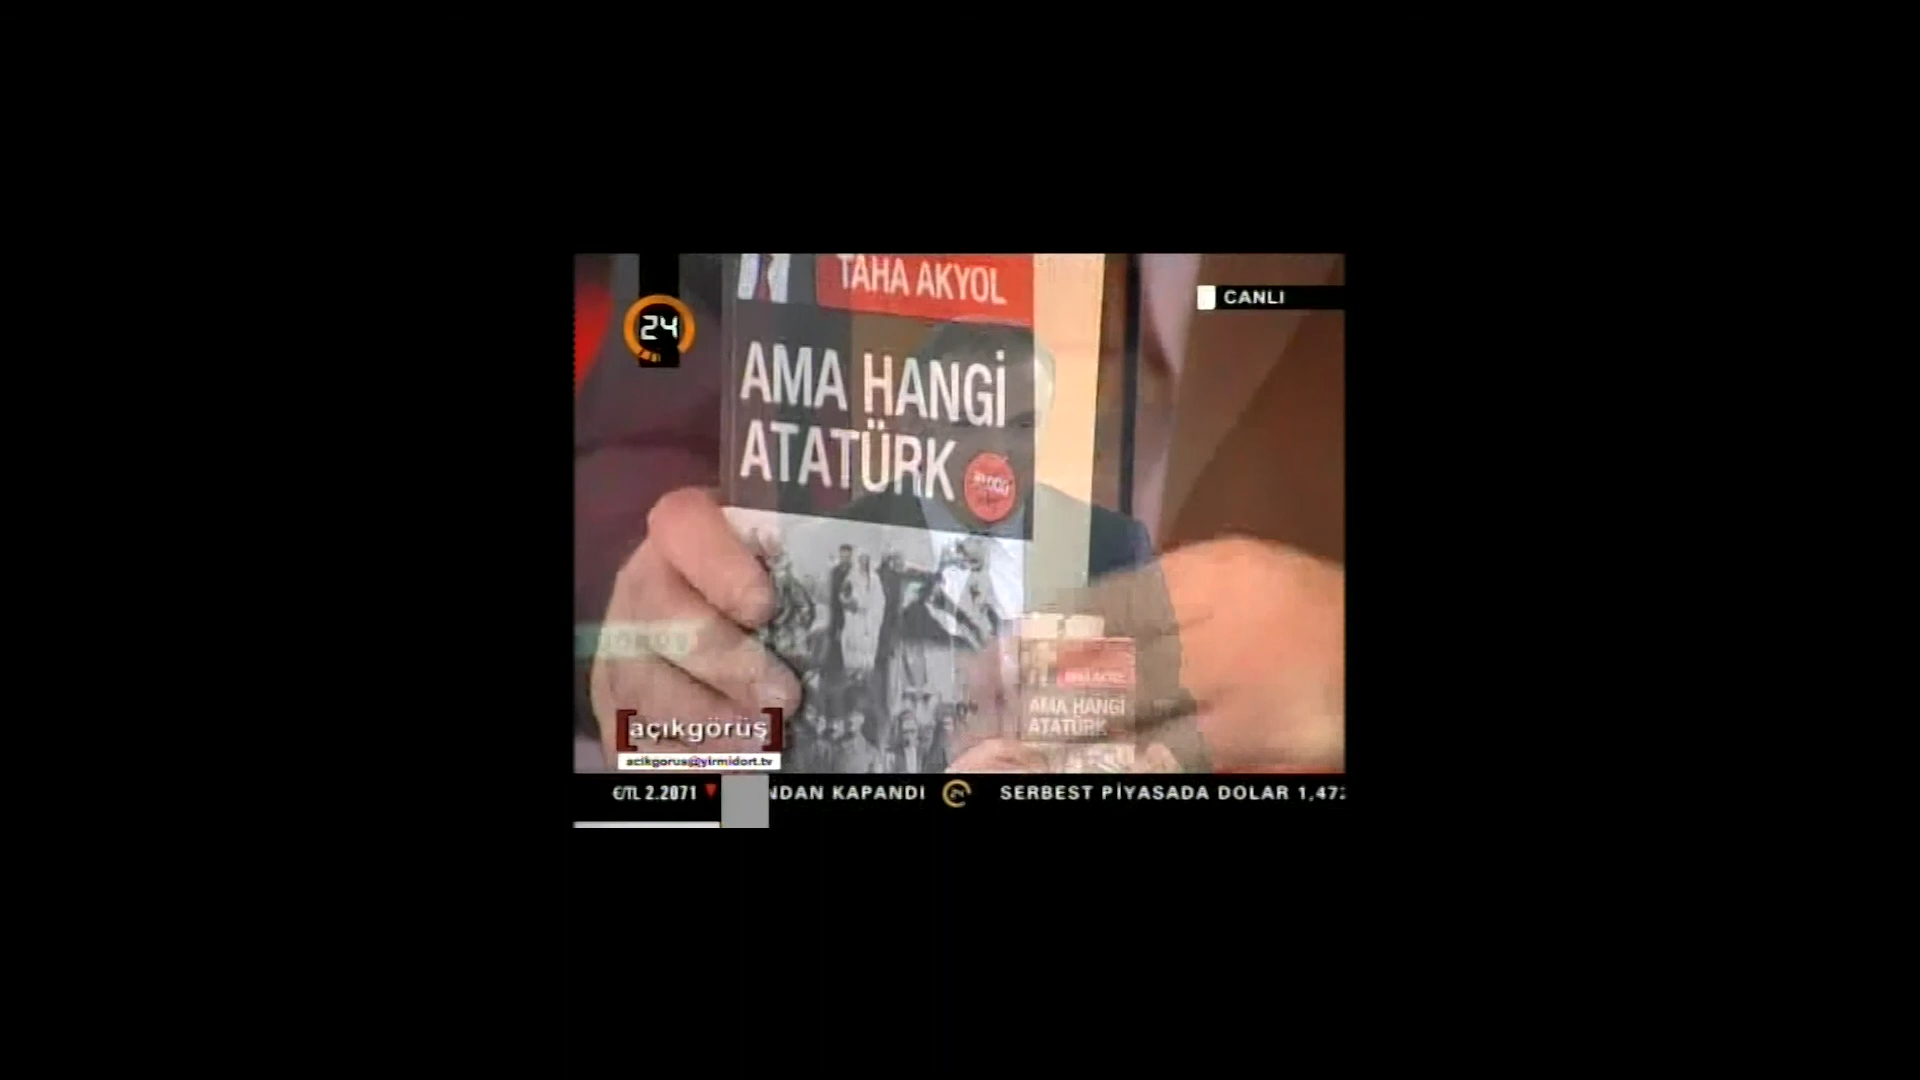 TAHA AKYOL
24
CANLI
AMA HANGİ
ATATÜRK
AMA HANGİ
ATATÜRK
[açıkgörüş]
acikgorus@yirmidort.tv
€/TL 2.2071
NDAN KAPANDI 24 SERBEST PİYASADA DOLAR 1,47